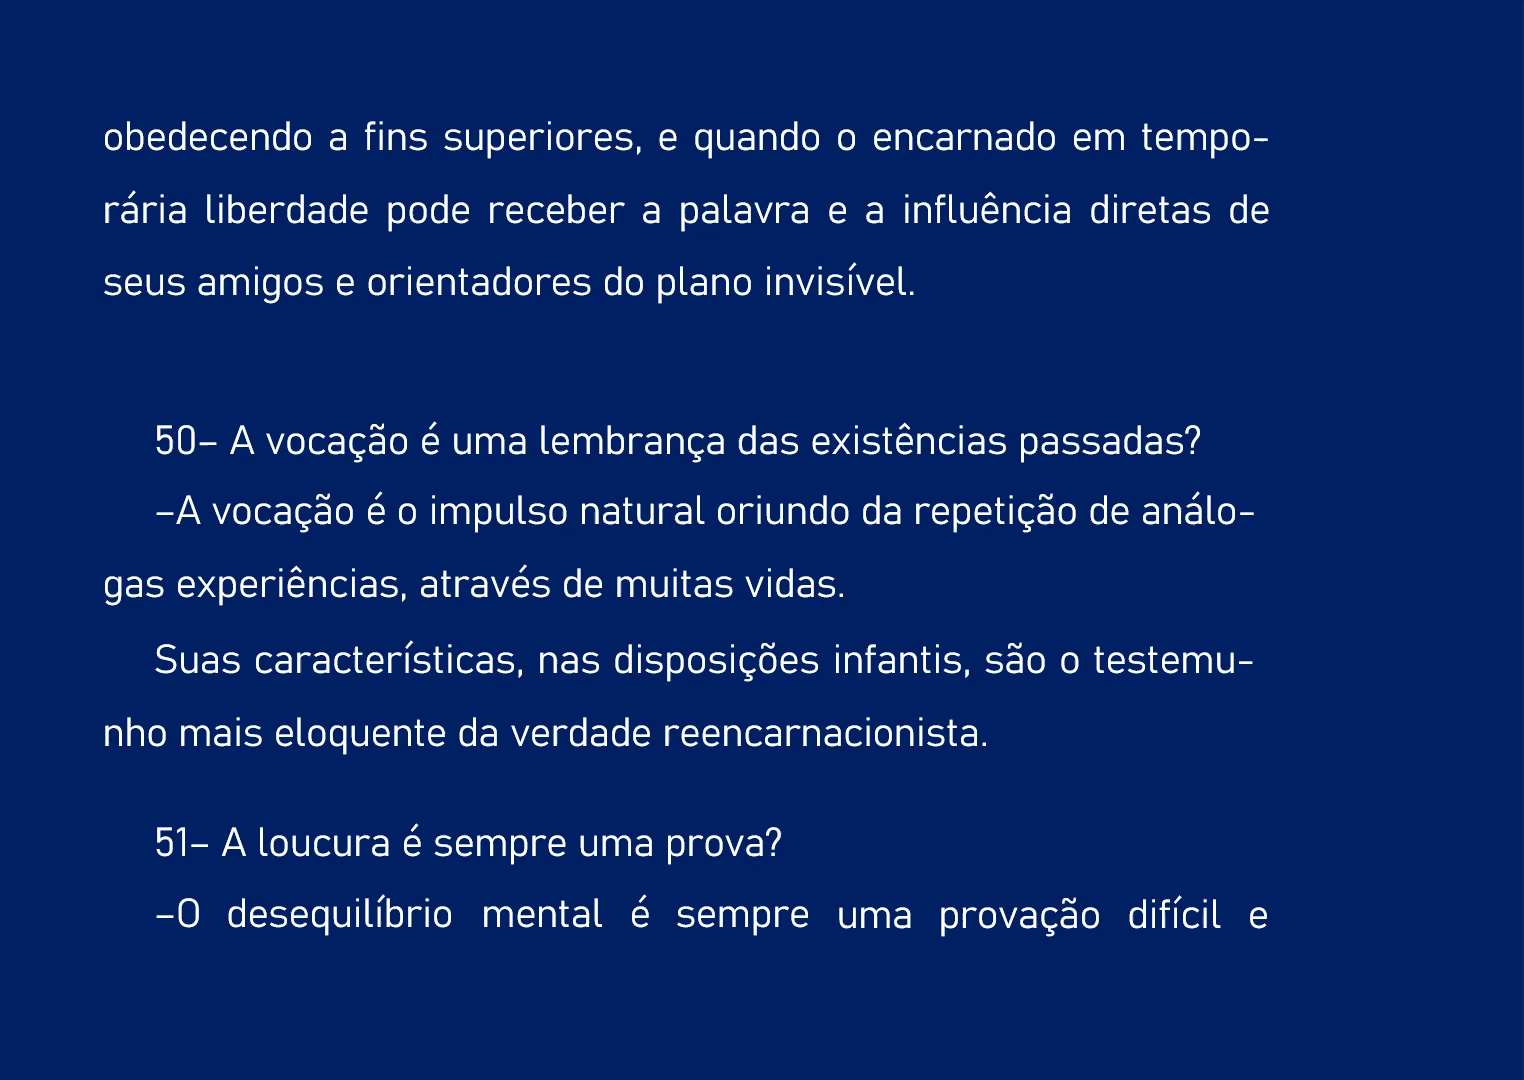 obedecendo a fins superiores, e quando o encarnado em tempo-
rária liberdade pode receber a palavra e a influência diretas de
seus amigos e orientadores do plano invisível.
50– A vocação é uma lembrança das existências passadas?
–A vocação é o impulso natural oriundo da repetição de análo-
gas experiências, através de muitas vidas.
Suas características, nas disposições infantis, são o testemu-
nho mais eloquente da verdade reencarnacionista.
51– A loucura é sempre uma prova?
–O desequilíbrio mental é sempre uma provação difícil e